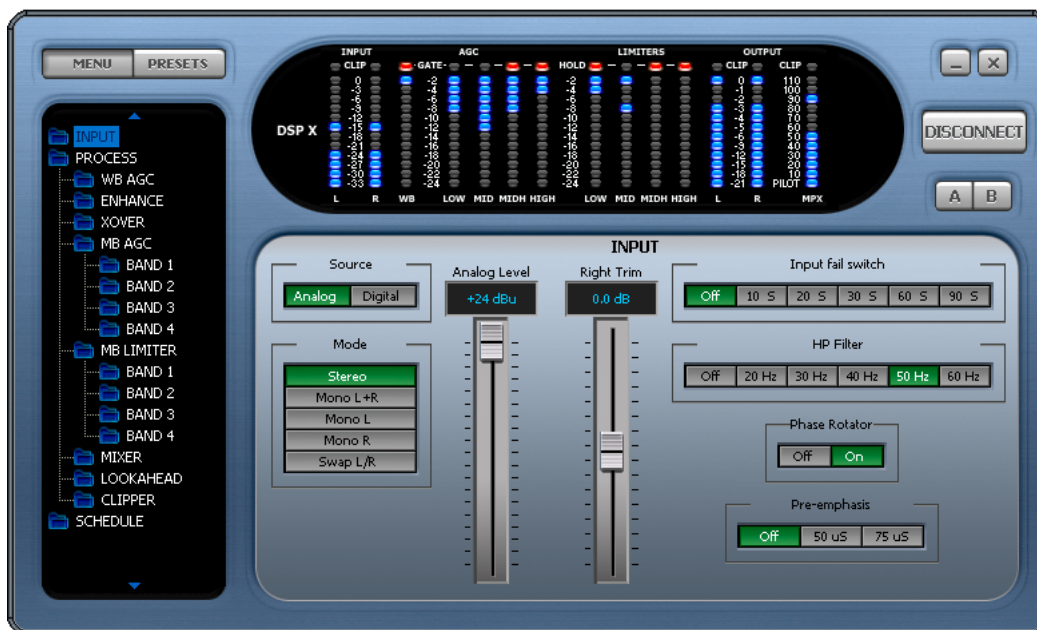 MENU PRESETS
INPUT AGC LIMITERS OUTPUT
CLIP GATE HOLD CLIP CLIP
0 -2 -2 0 110
-3 -4 -4 -1 100
-6 -6 -6 -2 90
-9 -8 -8 -3 80
-12 -10 -10 -4 70
-15 -12 -12 -5 60
-18 -14 -14 -6 50
-21 -16 -16 -9 40
-24 -18 -18 -12 30
-27 -20 -20 -15 20
-30 -22 -22 -18 10
-33 -24 -24 -21 PILOT
DSP X
L R WB LOW MID MIDH HIGH LOW MID MIDH HIGH L R MPX
DISCONNECT
A B
INPUT
PROCESS
WB AGC
ENHANCE
XOVER
MB AGC
BAND 1
BAND 2
BAND 3
BAND 4
MB LIMITER
BAND 1
BAND 2
BAND 3
BAND 4
MIXER
LOOKAHEAD
CLIPPER
SCHEDULE
INPUT
Source
Analog Digital
Mode
Stereo
Mono L+R
Mono L
Mono R
Swap L/R
Analog Level
+24 dBu
Right Trim
0.0 dB
Input fail switch
Off 10 S 20 S 30 S 60 S 90 S
HP Filter
Off 20 Hz 30 Hz 40 Hz 50 Hz 60 Hz
Phase Rotator
Off On
Pre-emphasis
Off 50 uS 75 uS